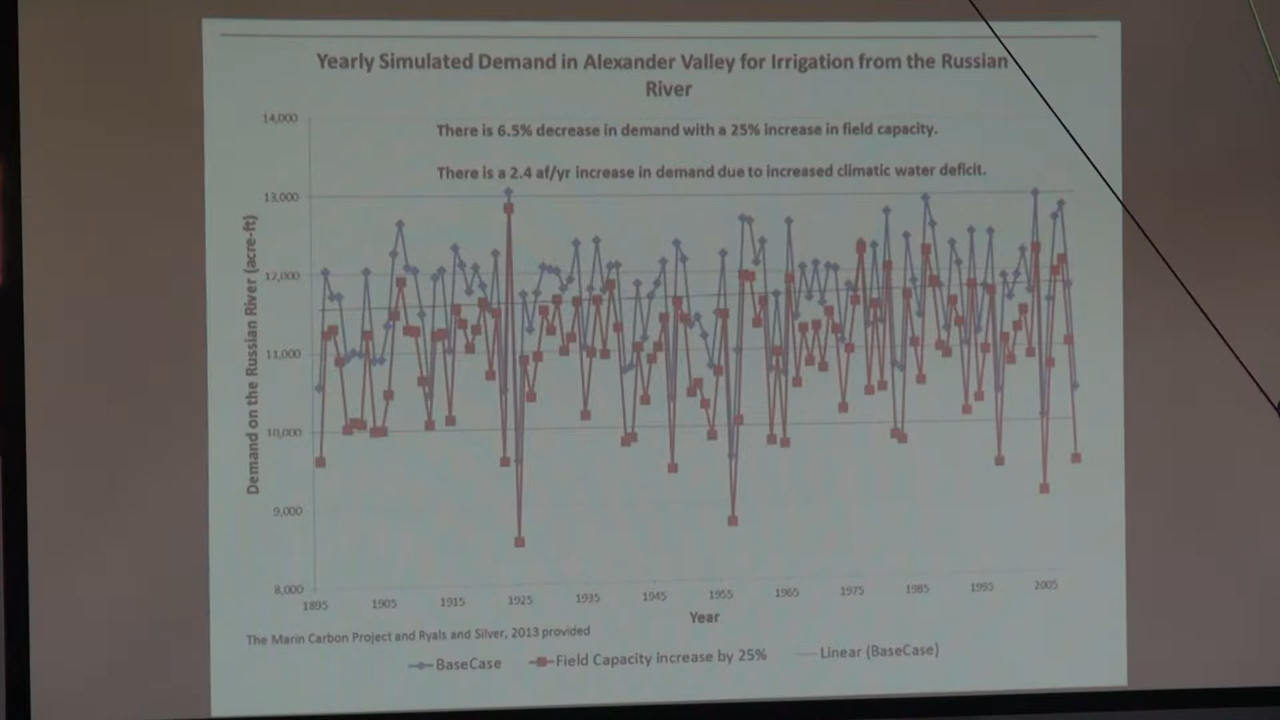 Yearly Simulated Demand in Alexander Valley for Irrigation from the Russian
River
There is 6.5% decrease in demand with a 25% increase in field capacity.
There is a 2.4 af/yr increase in demand due to increased climatic water deficit.
Demand on the Russian River (acre-ft)
14,000
13,000
12,000
11,000
10,000
9,000
8,000
1895 1905 1915 1925 1935 1945 1955 1965 1975 1985 1995 2005
Year
The Marin Carbon Project and Ryals and Silver, 2013 provided
BaseCase Field Capacity increase by 25% Linear (BaseCase)